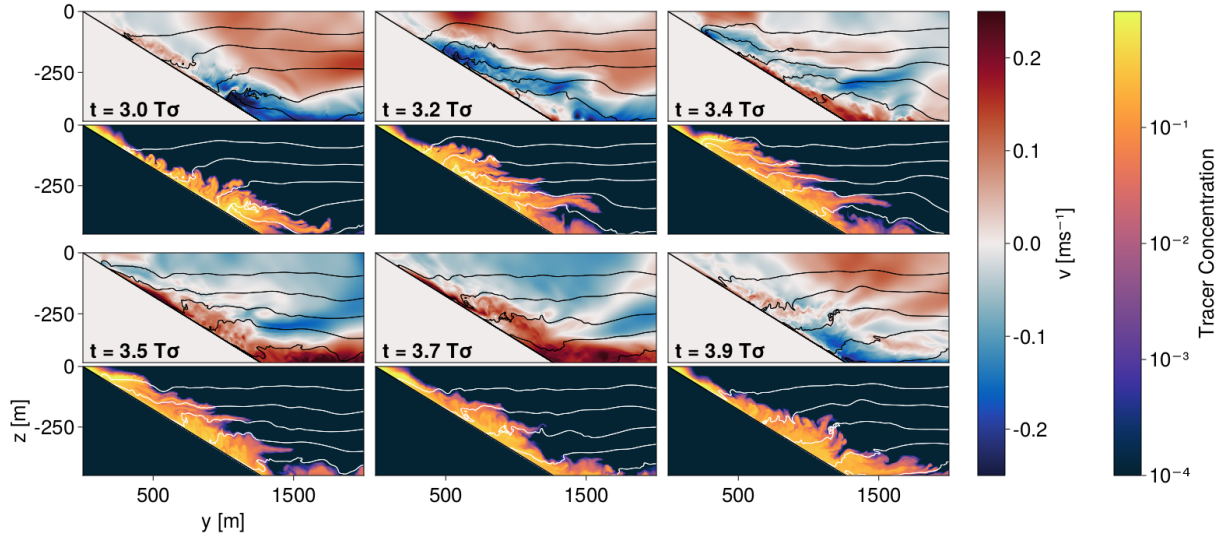 0
-250
t = 3.0 Tσ
t = 3.2 Tσ
t = 3.4 Tσ
0
-250
0
-250
t = 3.5 Tσ
t = 3.7 Tσ
t = 3.9 Tσ
0
-250
z [m]
500
1500
500
1500
500
1500
y [m]
0.2
0.1
0.0
-0.1
-0.2
v [ms⁻¹]
10⁻¹
10⁻²
10⁻³
10⁻⁴
Tracer Concentration